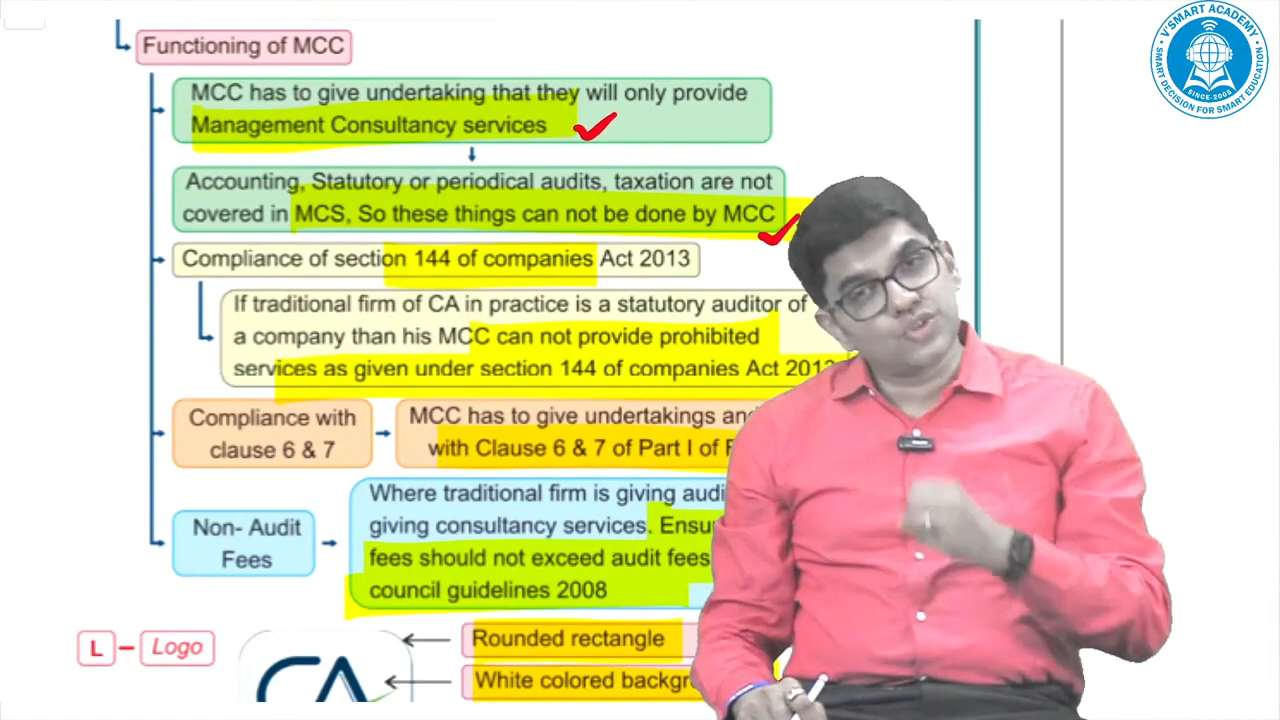 Functioning of MCC
MCC has to give undertaking that they will only provide
Management Consultancy services
Accounting, Statutory or periodical audits, taxation are not
covered in MCS, So these things can not be done by MCC
Compliance of section 144 of companies Act 2013
If traditional firm of CA in practice is a statutory auditor of
a company than his MCC can not provide prohibited
services as given under section 144 of companies Act 2013
Compliance with
clause 6 & 7
MCC has to give undertakings and
with Clause 6 & 7 of Part I of
Non- Audit
Fees
Where traditional firm is giving
giving consultancy services.
fees should not exceed audit fees
council guidelines 2008
L - Logo
CA
Rounded rectangle
White colored
V'SMART ACADEMY
SINCE-2005
SMART DECISION FOR SMART EDUCATION